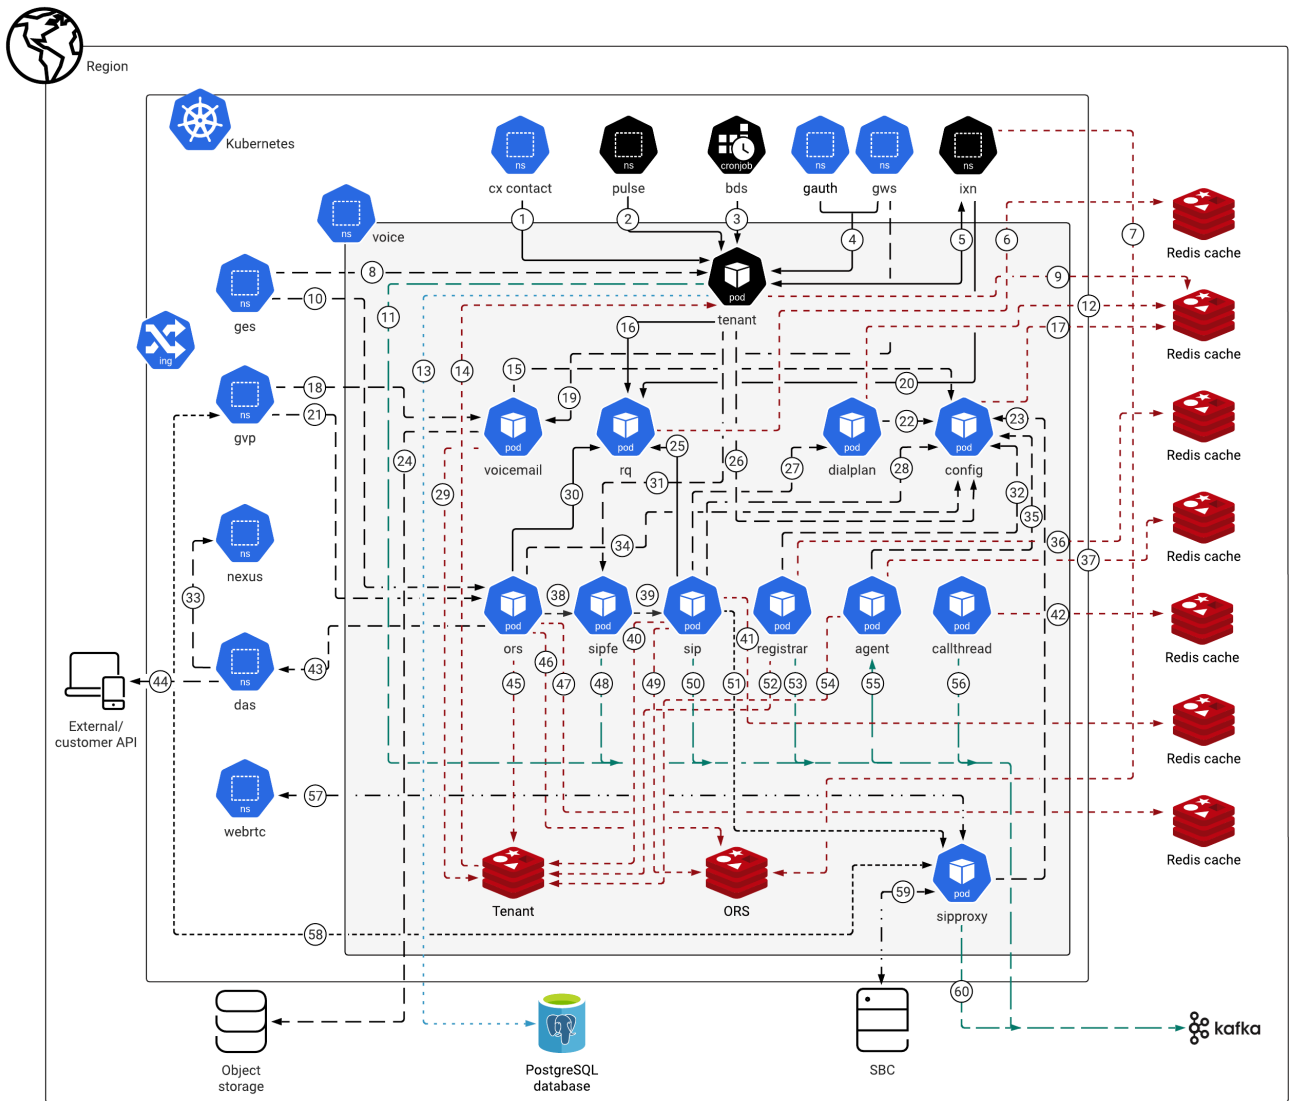 Region
Kubernetes
ns
ns
cronjob
ns
ns
ns
cx contact
pulse
bds
gauth
gws
ixn
1
2
3
4
5
6
7
ns
voice
Redis cache
ns
ges
8
9
10
11
12
pod
tenant
Redis cache
ing
13
14
15
16
17
ns
gvp
18
19
20
21
22
23
pod
voicemail
pod
rq
pod
dialplan
pod
config
Redis cache
24
25
26
27
28
29
30
31
32
ns
nexus
33
34
35
36
37
Redis cache
38
39
pod
ors
pod
sipfe
pod
sip
pod
registrar
pod
agent
pod
callthread
40
41
42
Redis cache
ns
das
43
44
External/
customer API
45
46
47
48
49
50
51
52
53
54
55
56
Redis cache
ns
webrtc
57
Redis cache
Tenant
ORS
pod
sipproxy
58
59
60
Object
storage
PostgreSQL
database
SBC
kafka